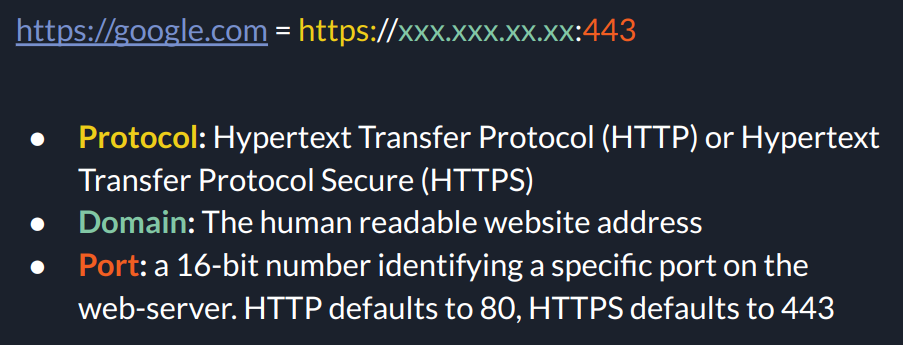 https://google.com = https://xxx.xxx.xx.xx:443
● Protocol: Hypertext Transfer Protocol (HTTP) or Hypertext
Transfer Protocol Secure (HTTPS)
● Domain: The human readable website address
● Port: a 16-bit number identifying a specific port on the
web-server. HTTP defaults to 80, HTTPS defaults to 443